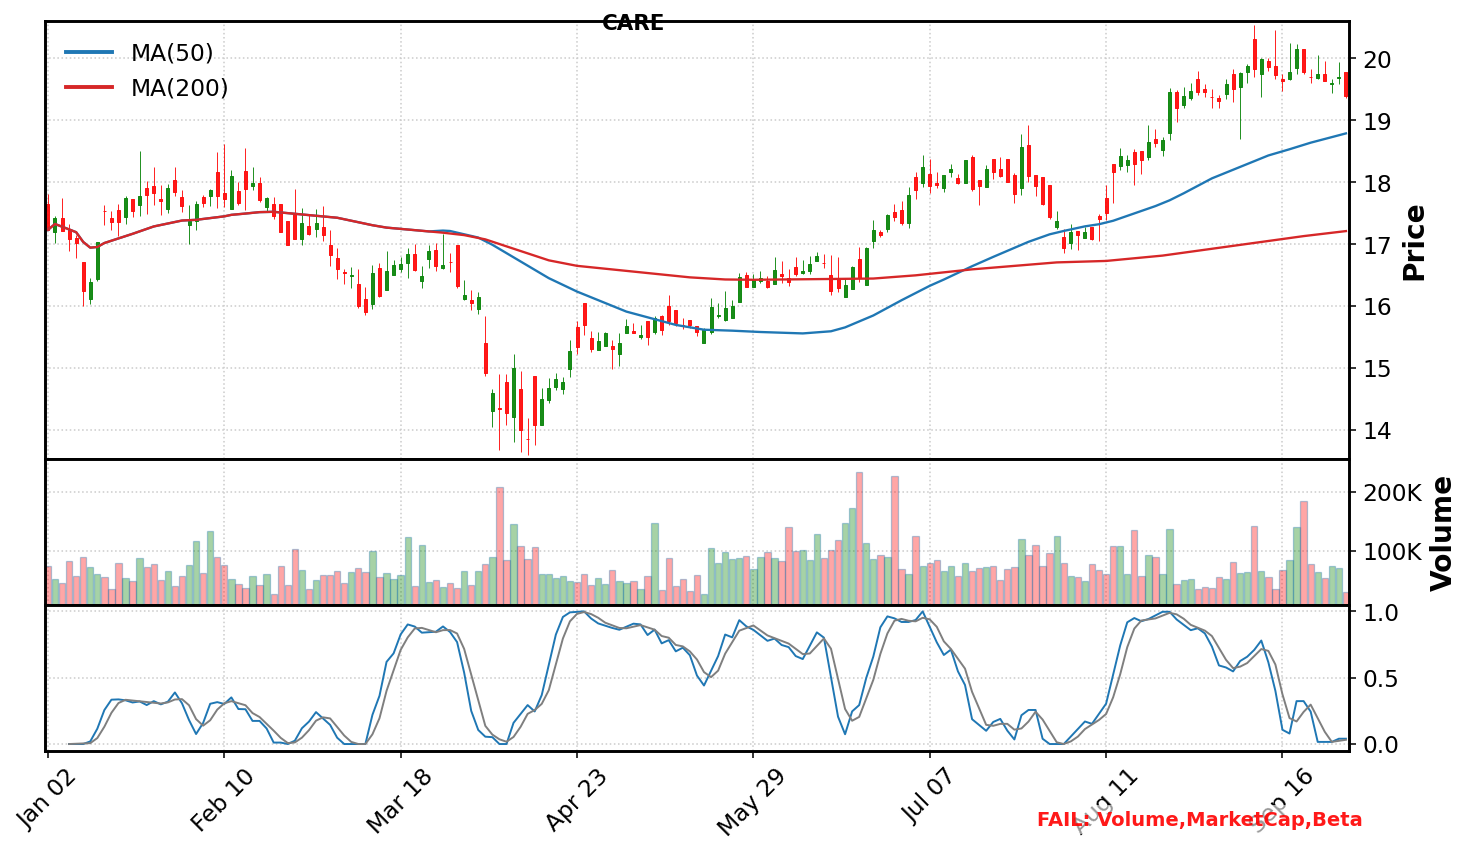 CARE
MA(50)
MA(200)
20
19
18
17
16
15
14
Price
200K
100K
Volume
1.0
0.5
0.0
Jan 02
Feb 10
Mar 18
Apr 23
May 29
Jul 07
Aug 11
Sep 16
FAIL: Volume,MarketCap,Beta